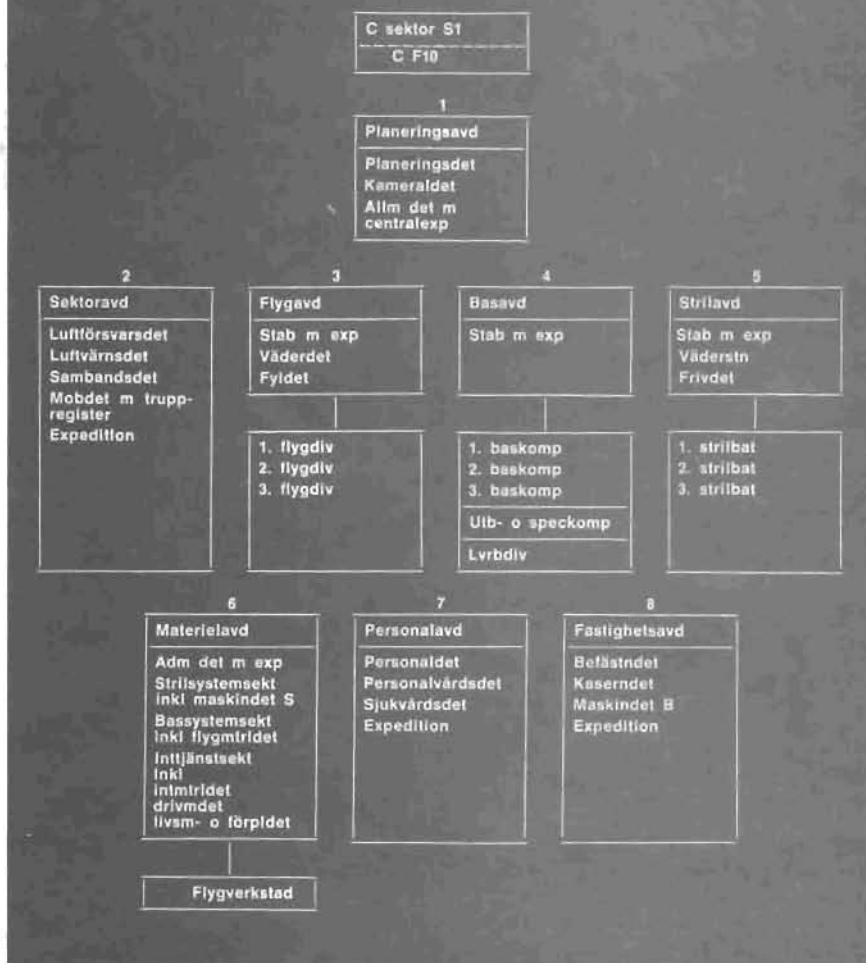 C sektor S1
C F10
1
Planeringsavd
Planeringsdet
Kameraldet
Allm det m
centralexp
2
Sektoravd
Luftförsvarsdet
Luftvärnsdet
Sambandsdet
Mobdet m trupp-
register
Expedition
3
Flygavd
Stab m exp
Väderdet
Fyldet
1. flygdiv
2. flygdiv
3. flygdiv
4
Basavd
Stab m exp
1. baskomp
2. baskomp
3. baskomp
Utb- o speckomp
Lvrbdiv
5
Strilavd
Stab m exp
Väderstn
Frivdet
1. strilbat
2. strilbat
3. strilbat
6
Materielavd
Adm det m exp
Strilsystemsekt
inkl maskindet S
Bassystemsekt
inkl flygmtrldet
Inttjänstsekt
inkl
intmtrldet
drivmdet
livsm- o förpldet
Flygverkstad
7
Personalavd
Personaldet
Personalvårdsdet
Sjukvårdsdet
Expedition
8
Fastighetsavd
Befästndet
Kaserndet
Maskindet B
Expedition